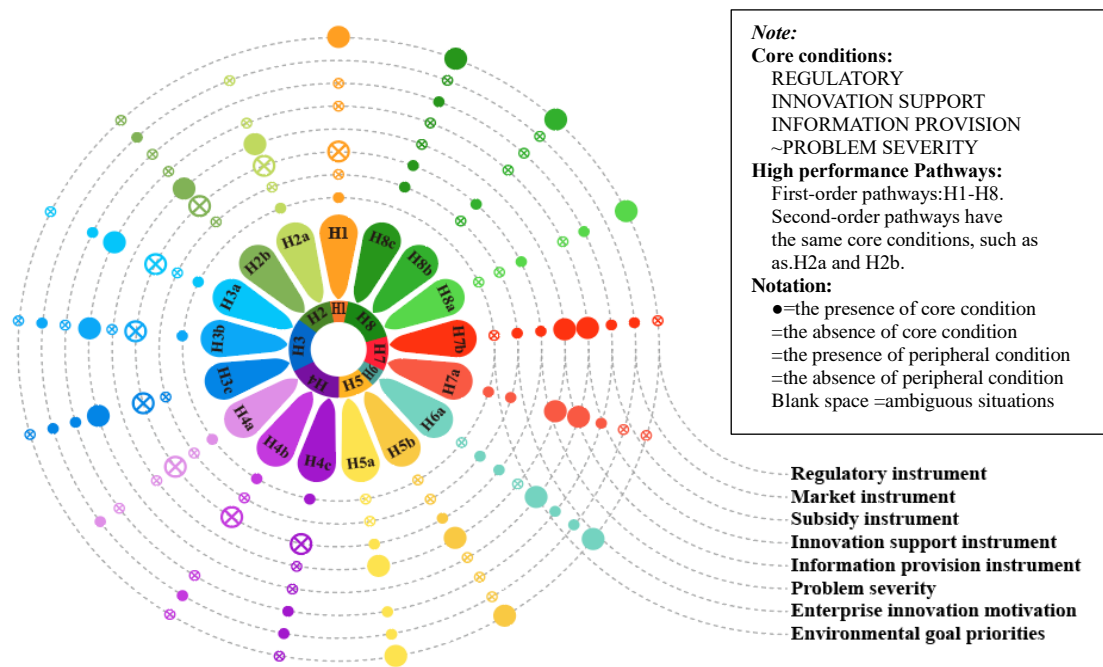 Note:
Core conditions:
REGULATORY
INNOVATION SUPPORT
INFORMATION PROVISION
~PROBLEM SEVERITY
High performance Pathways:
First-order pathways:H1-H8.
Second-order pathways have
the same core conditions, such as
as.H2a and H2b.
Notation:
●=the presence of core condition
=the absence of core condition
=the presence of peripheral condition
=the absence of peripheral condition
Blank space =ambiguous situations
H1
H8c
H8b
H8a
H7b
H7a
H6a
H5b
H5a
H4c
H4b
H4a
H3c
H3b
H3a
H2b
H2a
H1
H8
H7
H6
H5
H4
H3
H2
Regulatory instrument
Market instrument
Subsidy instrument
Innovation support instrument
Information provision instrument
Problem severity
Enterprise innovation motivation
Environmental goal priorities